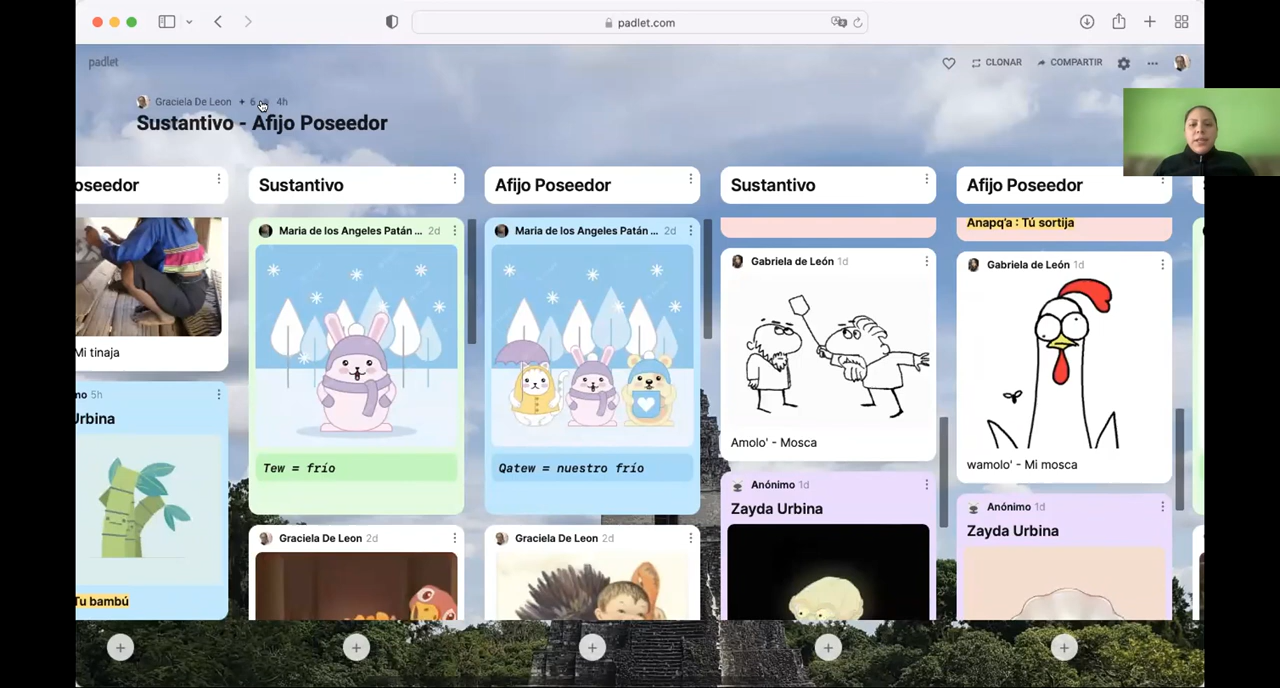 padlet.com
padlet
CLONAR
COMPARTIR
Graciela De Leon + 6 4h
Sustantivo - Afijo Poseedor
oseedor
Mi tinaja
mo 5h
Urbina
Tu bambú
Sustantivo
Maria de los Angeles Patán ... 2d
Tew = frío
Graciela De Leon 2d
Afijo Poseedor
Maria de los Angeles Patán ... 2d
Qatew = nuestro frío
Graciela De Leon 2d
Sustantivo
Gabriela de León 1d
Amolo' - Mosca
Anónimo 1d
Zayda Urbina
Afijo Poseedor
Anapq'a : Tú sortija
Gabriela de León 1d
wamolo' - Mi mosca
Anónimo 1d
Zayda Urbina